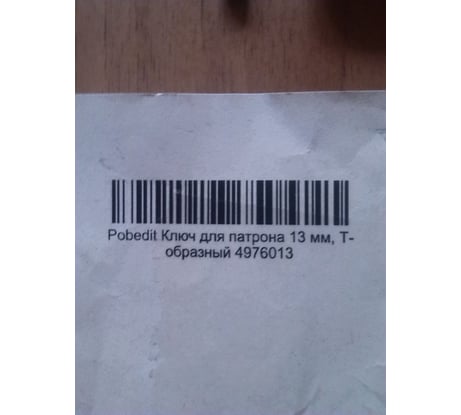 Pobedit Ключ для патрона 13 мм, Т-
образный 4976013